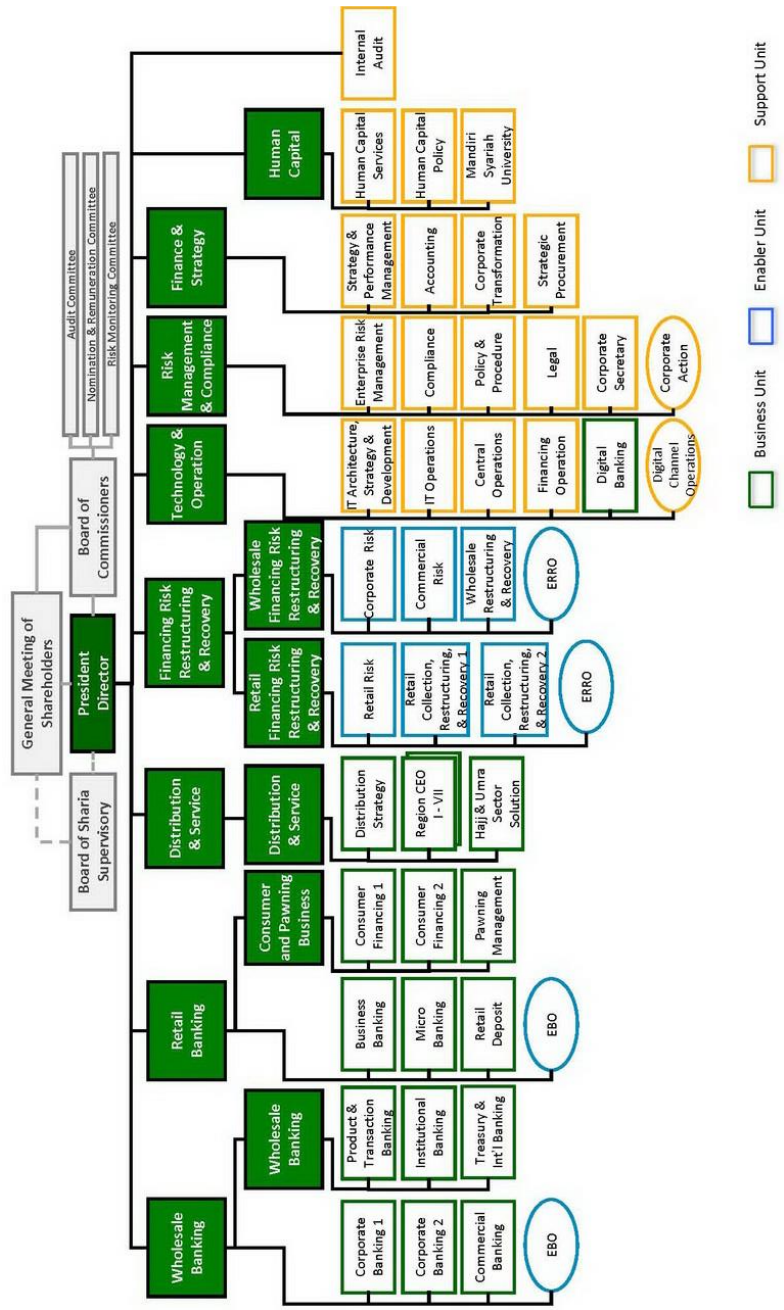 General Meeting of
Shareholders
Board of Sharia
Supervisory
President
Director
Board of
Commissioners
Audit Committee
Nomination & Remuneration Committee
Risk Monitoring Committee
Wholesale
Banking
Retail
Banking
Distribution
& Service
Financing Risk
Restructuring
& Recovery
Technology &
Operation
Risk
Management
& Compliance
Finance &
Strategy
Wholesale
Banking
Consumer
and Pawning
Business
Distribution
& Service
Retail
Financing Risk
Restructuring
& Recovery
Wholesale
Financing Risk
Restructuring
& Recovery
Human
Capital
Corporate
Banking 1
Corporate
Banking 2
Commercial
Banking
EBO
Product &
Transaction
Banking
Institutional
Banking
Treasury &
Int'l Banking
Business
Banking
Micro
Banking
Retail
Deposit
EBO
Consumer
Financing 1
Consumer
Financing 2
Pawning
Management
Distribution
Strategy
Region CEO
I - VII
Hajj & Umra
Sector
Solution
Retail Risk
Retail
Collection,
Restructuring,
& Recovery 1
Retail
Collection,
Restructuring,
& Recovery 2
ERRO
Corporate Risk
Commercial
Risk
Wholesale
Restructuring
& Recovery
ERRO
IT Architecture,
Strategy &
Development
IT Operations
Central
Operations
Financing
Operation
Digital
Banking
Digital
Channel
Operations
Enterprise Risk
Management
Compliance
Policy &
Procedure
Legal
Corporate
Secretary
Corporate
Action
Strategy &
Performance
Management
Accounting
Corporate
Transformation
Strategic
Procurement
Human Capital
Services
Human Capital
Policy
Mandiri
Syariah
University
Internal
Audit
Business Unit
Enabler Unit
Support Unit